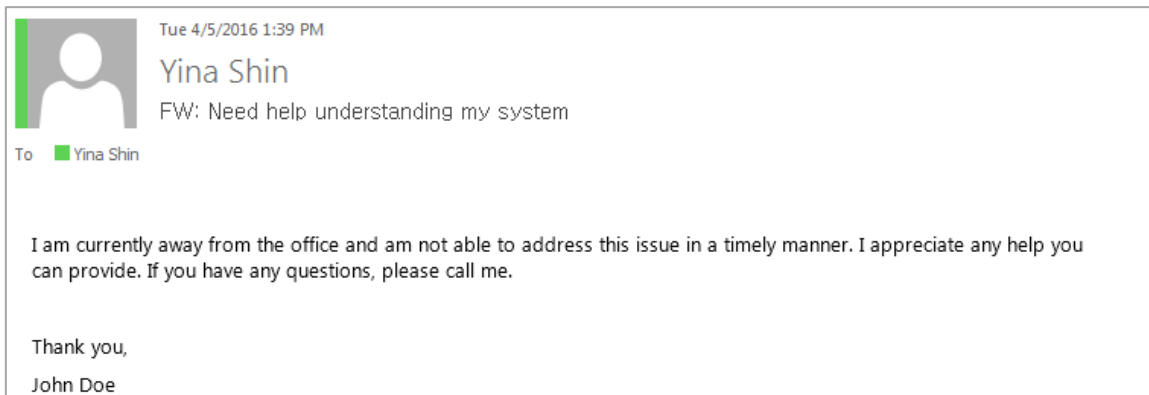 Tue 4/5/2016 1:39 PM
Yina Shin
FW: Need help understanding my system
To Yina Shin
I am currently away from the office and am not able to address this issue in a timely manner. I appreciate any help you
can provide. If you have any questions, please call me.
Thank you,
John Doe